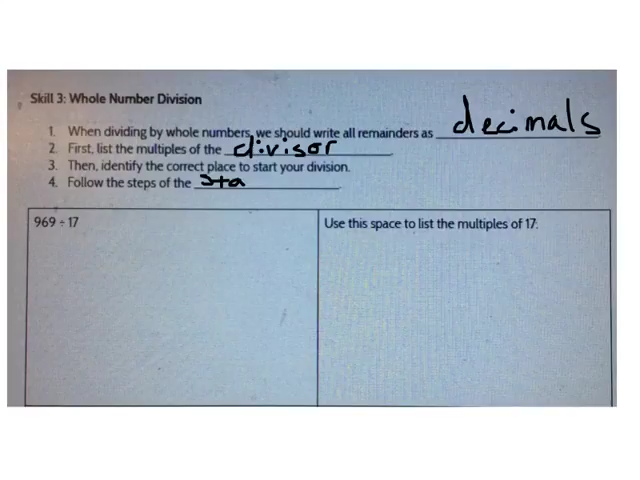 Skill 3: Whole Number Division
1. When dividing by whole numbers, we should write all remainders as decimals
2. First, list the multiples of the divisor
3. Then, identify the correct place to start your division.
4. Follow the steps of the sta
969 ÷ 17
Use this space to list the multiples of 17: